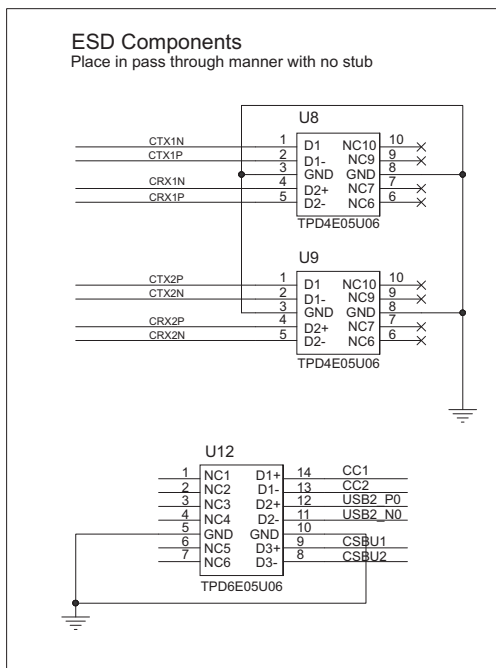 ESD Components
Place in pass through manner with no stub
U8
CTX1N 1 D1 NC10 10
CTX1P 2 D1- NC9 9
3 GND GND 8
CRX1N 4 D2+ NC7 7
CRX1P 5 D2- NC6 6
TPD4E05U06
U9
CTX2P 1 D1 NC10 10
CTX2N 2 D1- NC9 9
3 GND GND 8
CRX2P 4 D2+ NC7 7
CRX2N 5 D2- NC6 6
TPD4E05U06
U12
1 NC1 D1+ 14 CC1
2 NC2 D1- 13 CC2
3 NC3 D2+ 12 USB2_P0
4 NC4 D2- 11 USB2_N0
5 GND GND 10
6 NC5 D3+ 9 CSBU1
7 NC6 D3- 8 CSBU2
TPD6E05U06